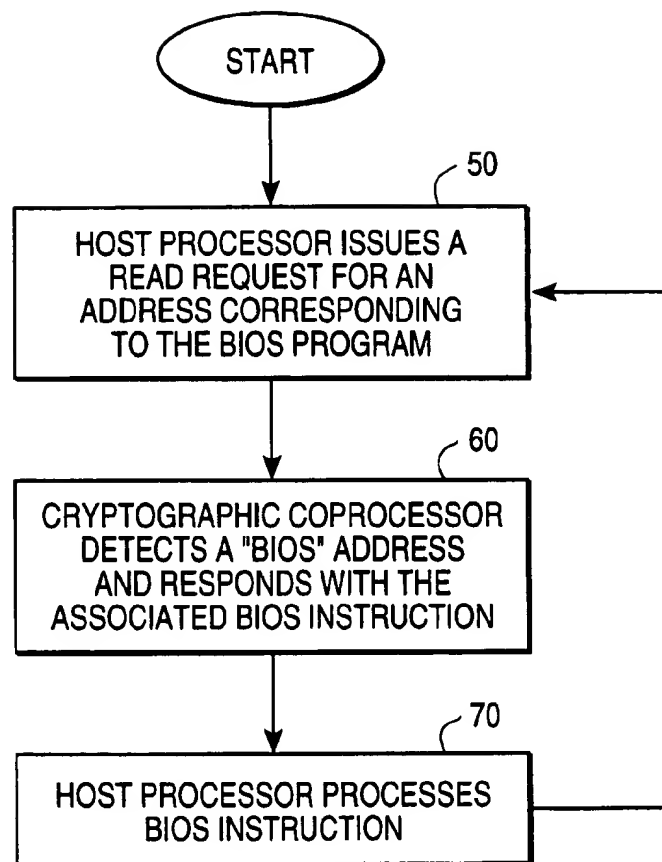 START
50
HOST PROCESSOR ISSUES A
READ REQUEST FOR AN
ADDRESS CORRESPONDING
TO THE BIOS PROGRAM
60
CRYPTOGRAPHIC COPROCESSOR
DETECTS A "BIOS" ADDRESS
AND RESPONDS WITH THE
ASSOCIATED BIOS INSTRUCTION
70
HOST PROCESSOR PROCESSES
BIOS INSTRUCTION